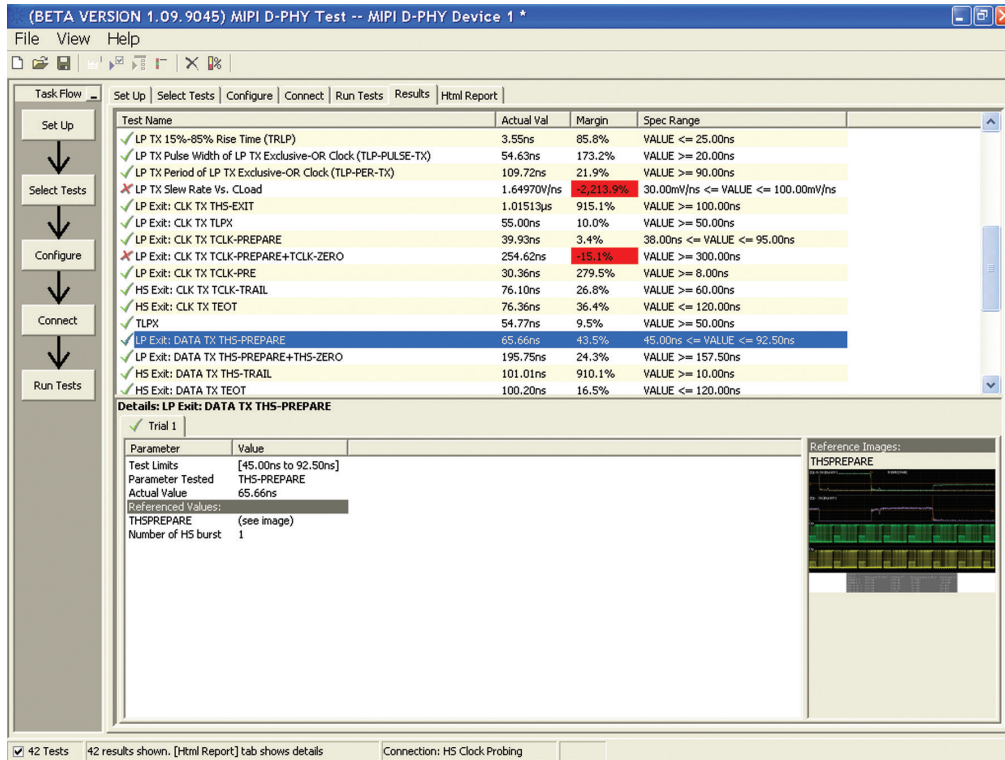 (BETA VERSION 1.09.9045) MIPI D-PHY Test -- MIPI D-PHY Device 1 *
File View Help
Task Flow
Set Up
Select Tests
Configure
Connect
Run Tests
Set Up Select Tests Configure Connect Run Tests Results Html Report
Test Name Actual Val Margin Spec Range
LP TX 15%-85% Rise Time (TRLP) 3.55ns 85.8% VALUE <= 25.00ns
LP TX Pulse Width of LP TX Exclusive-OR Clock (TLP-PULSE-TX) 54.63ns 173.2% VALUE >= 20.00ns
LP TX Period of LP TX Exclusive-OR Clock (TLP-PER-TX) 109.72ns 21.9% VALUE >= 90.00ns
LP TX Slew Rate Vs. CLoad 1.64970V/ns -2,213.9% 30.00mV/ns <= VALUE <= 100.00mV/ns
LP Exit: CLK TX THS-EXIT 1.01513µs 915.1% VALUE >= 100.00ns
LP Exit: CLK TX TLPX 55.00ns 10.0% VALUE >= 50.00ns
LP Exit: CLK TX TCLK-PREPARE 39.93ns 3.4% 38.00ns <= VALUE <= 95.00ns
LP Exit: CLK TX TCLK-PREPARE+TCLK-ZERO 254.62ns -15.1% VALUE >= 300.00ns
LP Exit: CLK TX TCLK-PRE 30.36ns 279.5% VALUE >= 8.00ns
HS Exit: CLK TX TCLK-TRAIL 76.10ns 26.8% VALUE >= 60.00ns
HS Exit: CLK TX TEOT 76.36ns 36.4% VALUE <= 120.00ns
TLPX 54.77ns 9.5% VALUE >= 50.00ns
LP Exit: DATA TX THS-PREPARE 65.66ns 43.5% 45.00ns <= VALUE <= 92.50ns
LP Exit: DATA TX THS-PREPARE+THS-ZERO 195.75ns 24.3% VALUE >= 157.50ns
HS Exit: DATA TX THS-TRAIL 101.01ns 910.1% VALUE >= 10.00ns
HS Exit: DATA TX TEOT 100.20ns 16.5% VALUE <= 120.00ns
Details: LP Exit: DATA TX THS-PREPARE
Trial 1
Parameter Value
Test Limits [45.00ns to 92.50ns]
Parameter Tested THS-PREPARE
Actual Value 65.66ns
Referenced Values:
THSPREPARE (see image)
Number of HS burst 1
Reference Images:
THSPREPARE
42 Tests 42 results shown. [Html Report] tab shows details Connection: HS Clock Probing